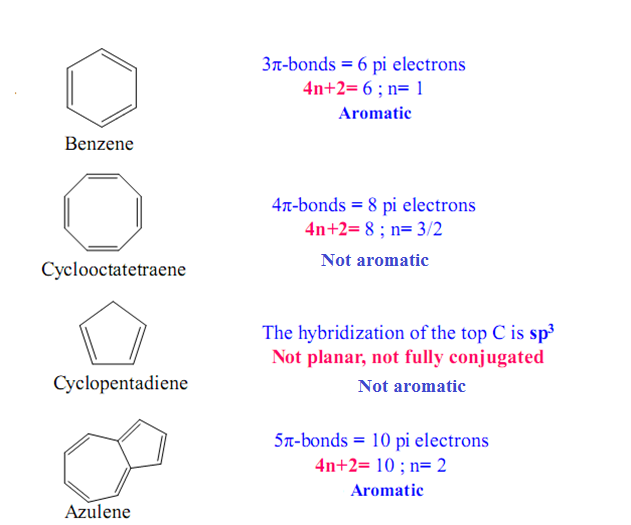 3π-bonds = 6 pi electrons
4n+2= 6 ; n= 1
Aromatic
Benzene
4π-bonds = 8 pi electrons
4n+2= 8 ; n= 3/2
Not aromatic
Cyclooctatetraene
The hybridization of the top C is sp³
Not planar, not fully conjugated
Cyclopentadiene
Not aromatic
5π-bonds = 10 pi electrons
4n+2= 10 ; n= 2
Aromatic
Azulene